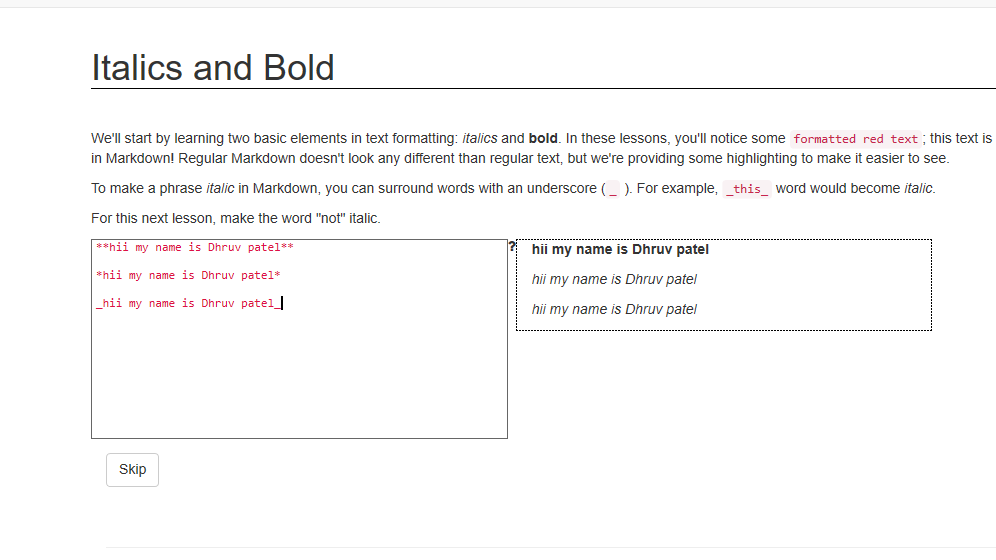 Italics and Bold
We'll start by learning two basic elements in text formatting: italics and bold. In these lessons, you'll notice some formatted red text ; this text is
in Markdown! Regular Markdown doesn't look any different than regular text, but we're providing some highlighting to make it easier to see.
To make a phrase italic in Markdown, you can surround words with an underscore ( _ ). For example, _this_ word would become italic.
For this next lesson, make the word "not" italic.
**hii my name is Dhruv patel**
*hii my name is Dhruv patel*
_hii my name is Dhruv patel_
?
hii my name is Dhruv patel
hii my name is Dhruv patel
hii my name is Dhruv patel
Skip